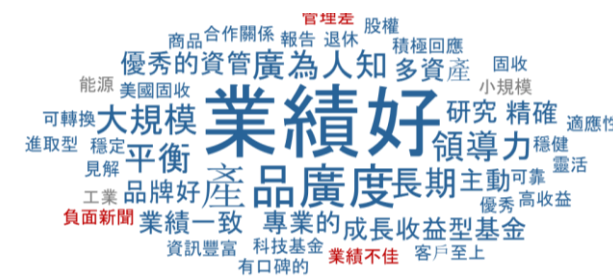 管理差 股權
商品 合作關係 報告 退休 積極回應
優秀的資管 廣為人知 多資產 固收
能源 美國固收 業績好 小規模
可轉換 大規模 研究 精確 適應性
進取型 穩定 平衡 領導力 穩健
見解 靈活
工業 品牌好 產品廣度 長期 主動 可靠
優秀 高收益
負面新聞 業績一致 專業的 成長收益型基金
資訊豐富 科技基金 業績不佳 客戶至上
有口碑的